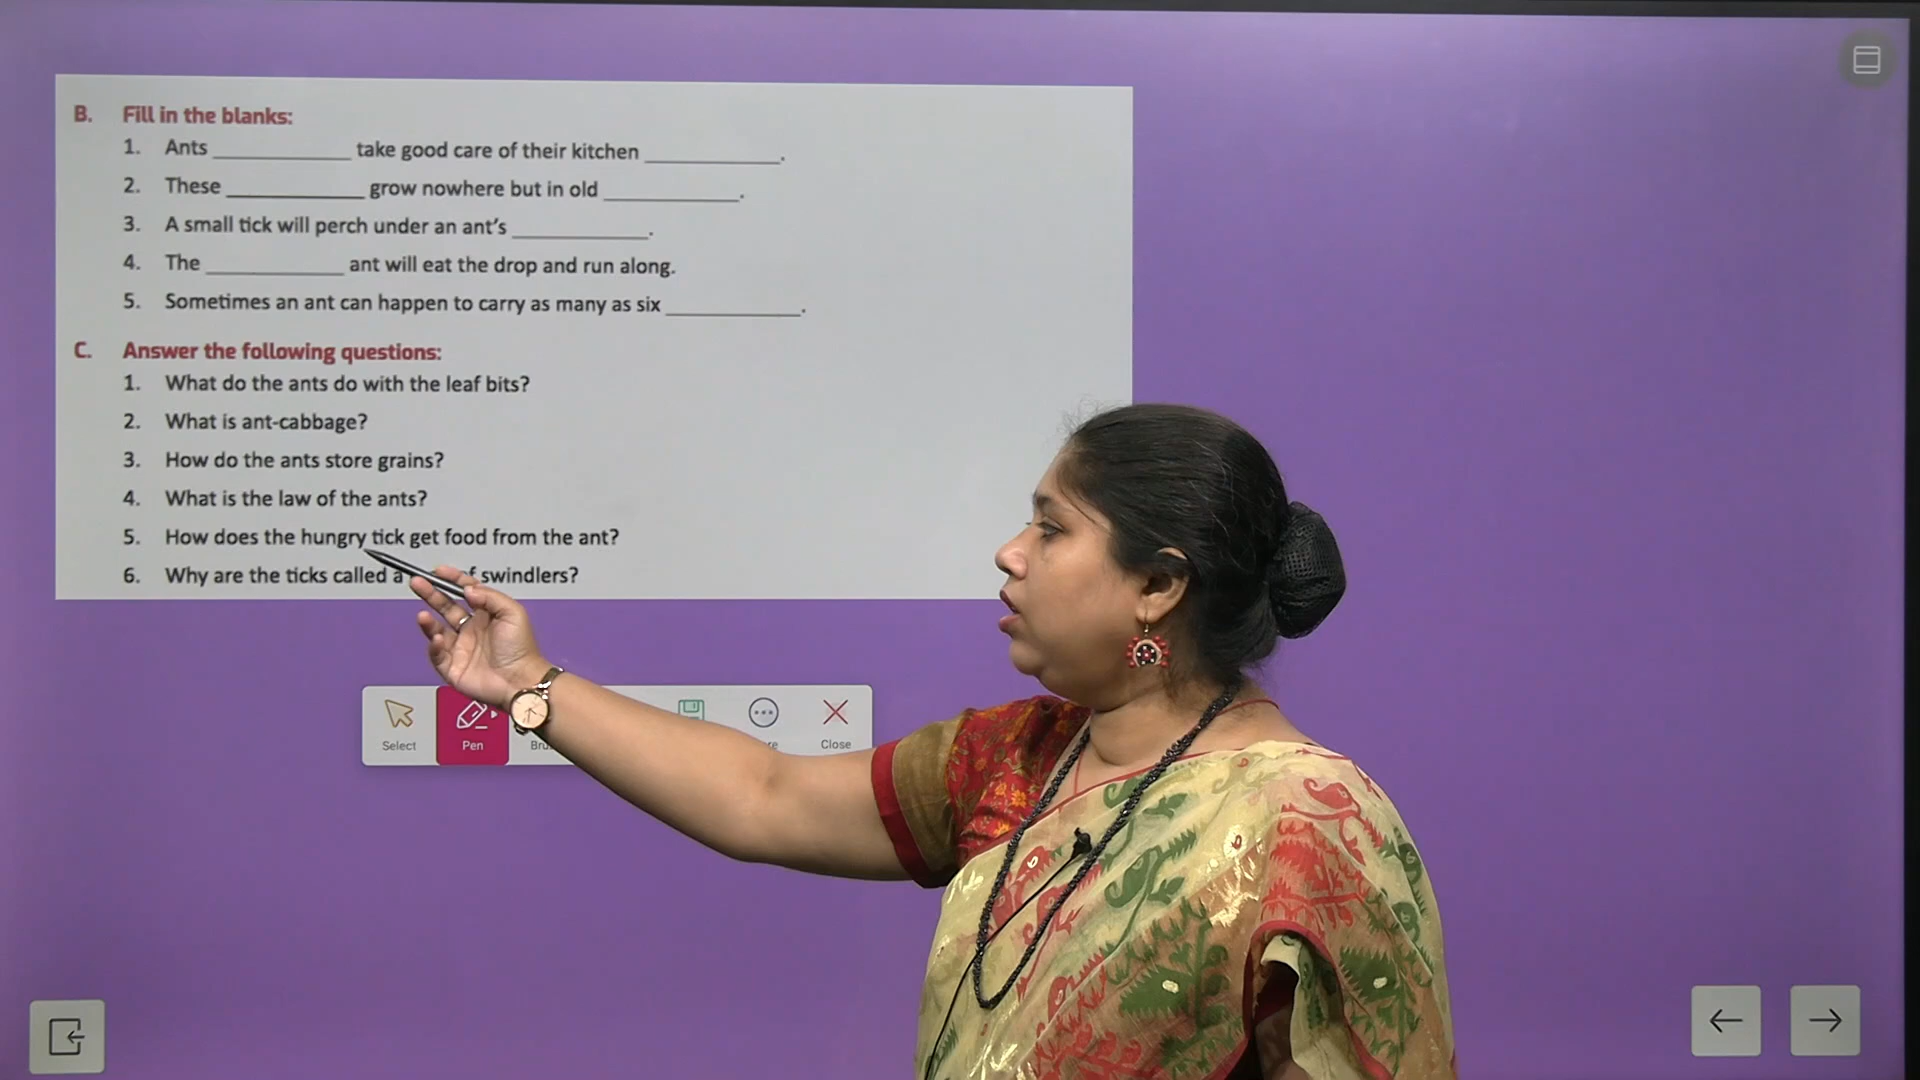 B. Fill in the blanks:
1. Ants ____________ take good care of their kitchen ____________.
2. These ____________ grow nowhere but in old ____________.
3. A small tick will perch under an ant's ____________.
4. The ____________ ant will eat the drop and run along.
5. Sometimes an ant can happen to carry as many as six ____________.
C. Answer the following questions:
1. What do the ants do with the leaf bits?
2. What is ant-cabbage?
3. How do the ants store grains?
4. What is the law of the ants?
5. How does the hungry tick get food from the ant?
6. Why are the ticks called a swindlers?
Select Pen Close